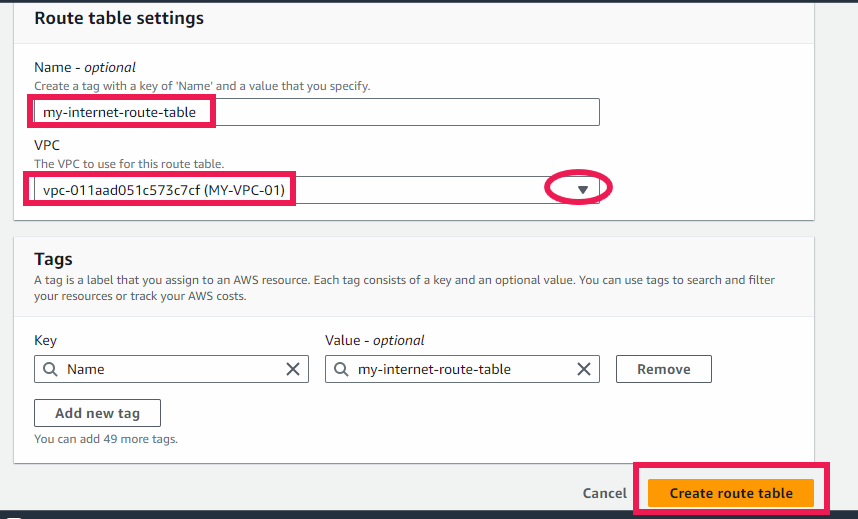 Route table settings
Name - optional
Create a tag with a key of 'Name' and a value that you specify.
my-internet-route-table
VPC
The VPC to use for this route table.
vpc-011aad051c573c7cf (MY-VPC-01)
Tags
A tag is a label that you assign to an AWS resource. Each tag consists of a key and an optional value. You can use tags to search and filter
your resources or track your AWS costs.
Key
Value - optional
Name
my-internet-route-table
Remove
Add new tag
You can add 49 more tags.
Cancel
Create route table